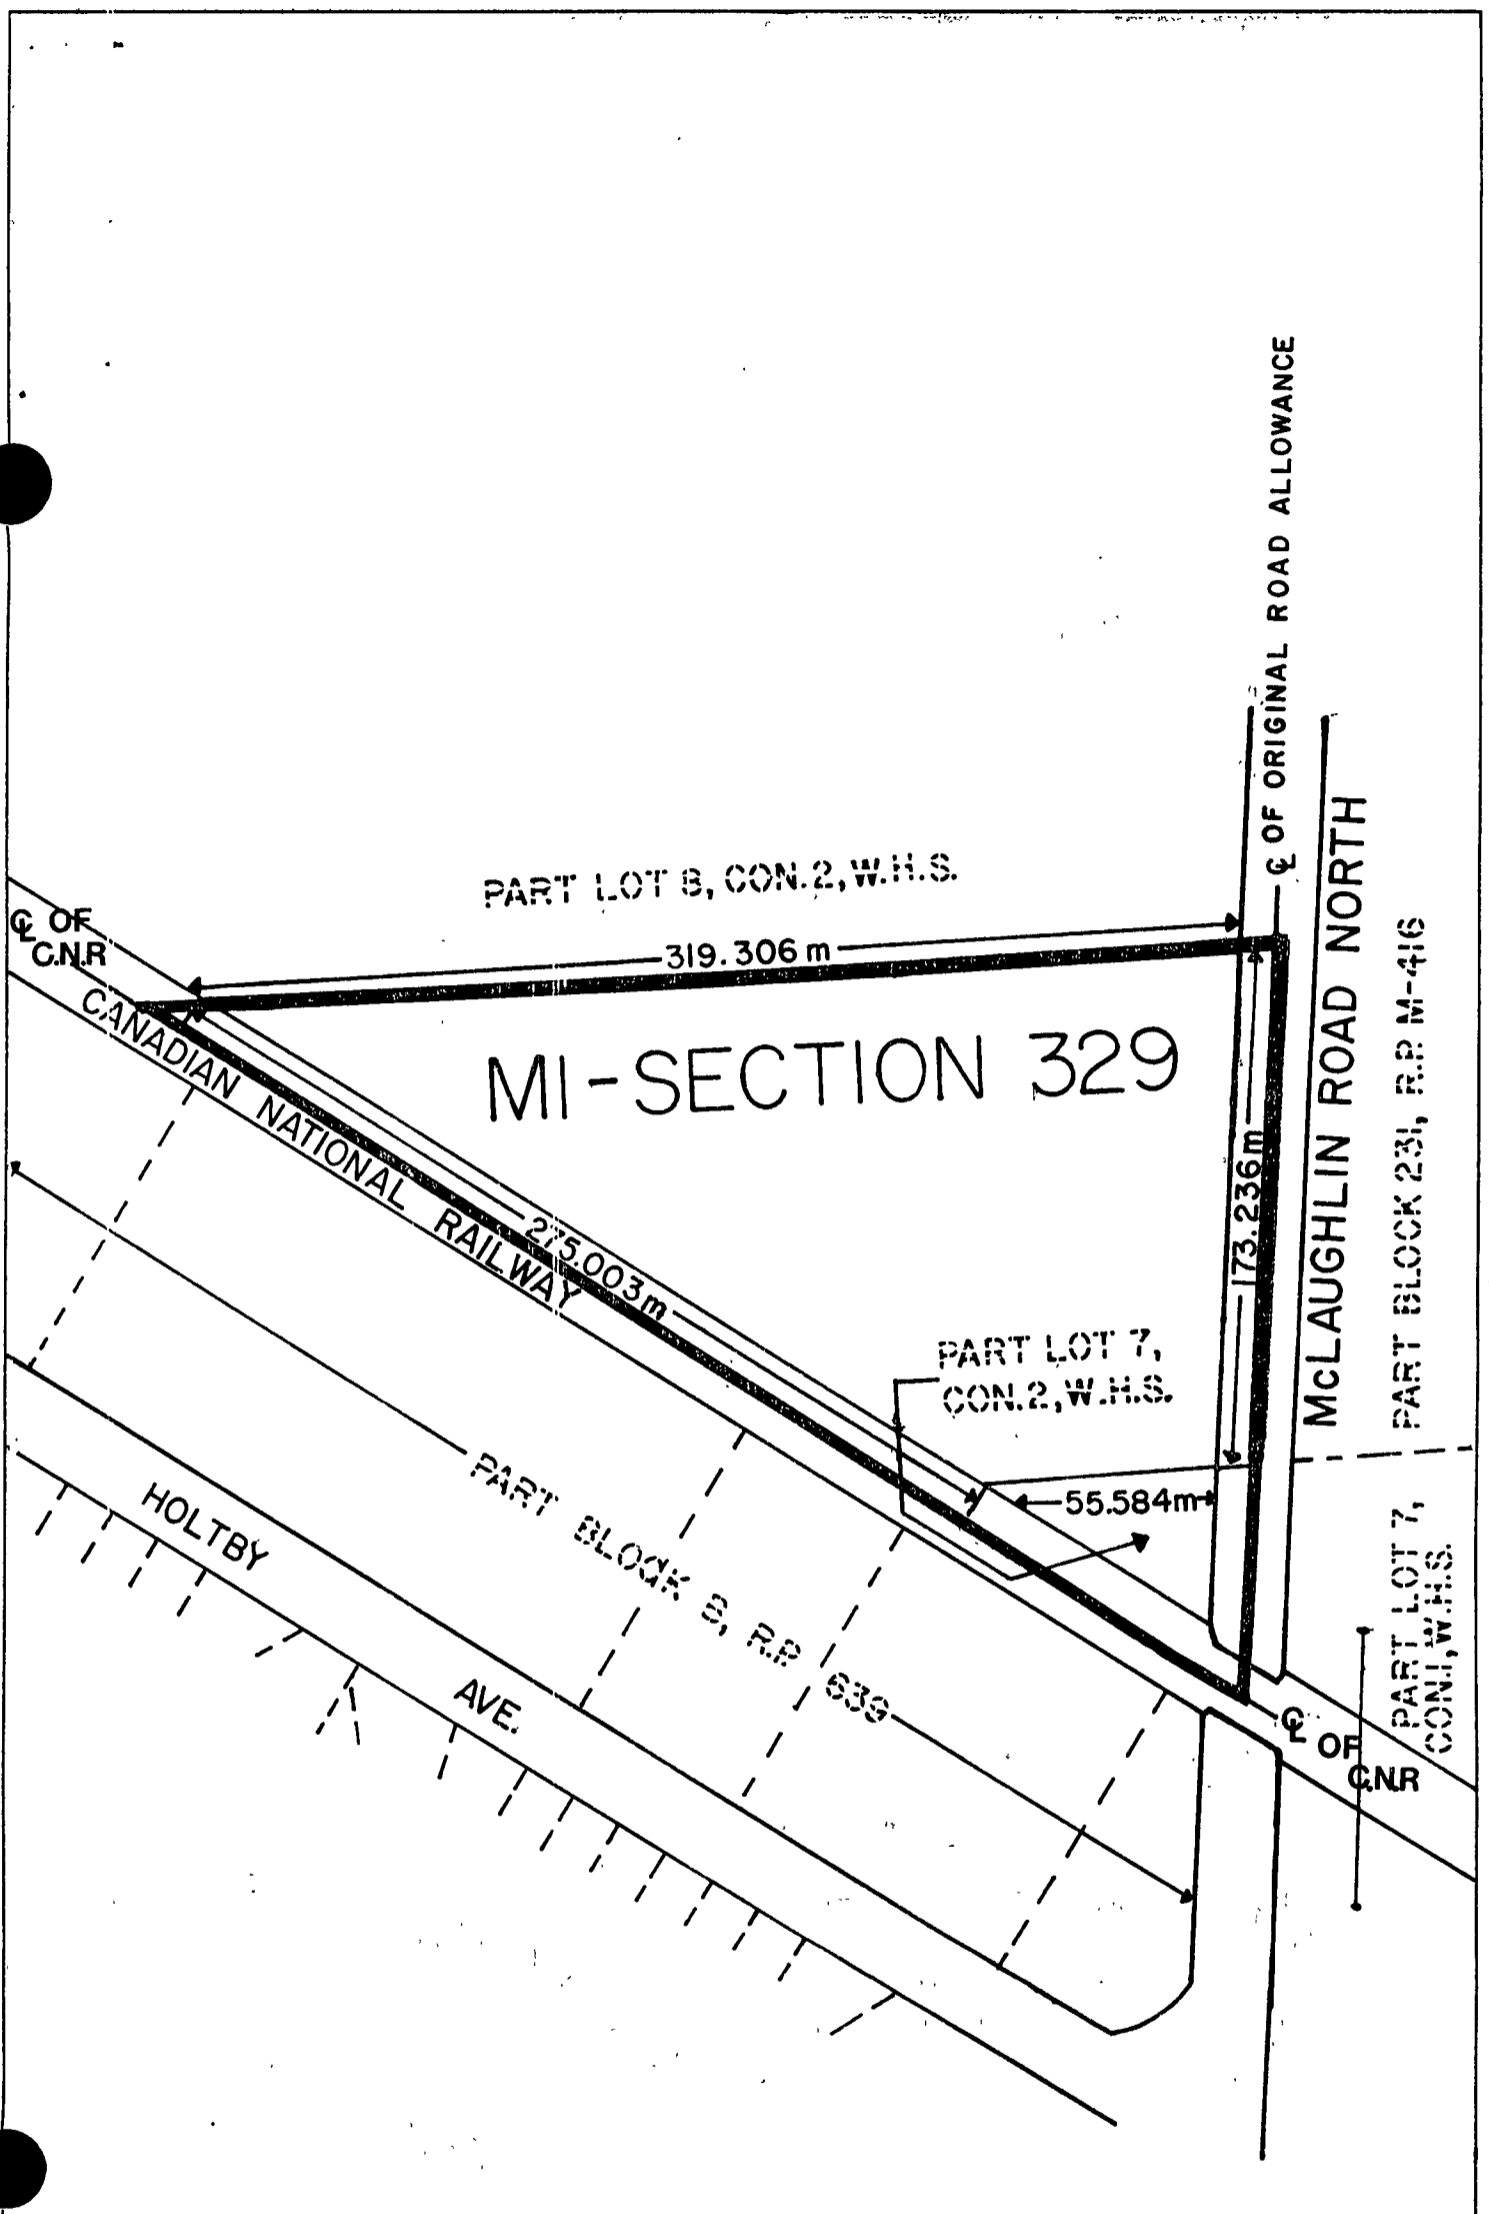 ℄ OF ORIGINAL ROAD ALLOWANCE
McLAUGHLIN ROAD NORTH
PART BLOCK 231, R.P. M-416
PART LOT 8, CON.2, W.H.S.
℄ OF
C.N.R
319.306 m
CANADIAN NATIONAL RAILWAY
MI-SECTION 329
173.236m
275.003m
PART LOT 7,
CON.2, W.H.S.
55.584m
PART BLOCK 8, R.P. 639
HOLTBY AVE.
PART LOT 7,
CON.1, W.H.S.
℄ OF
C.N.R